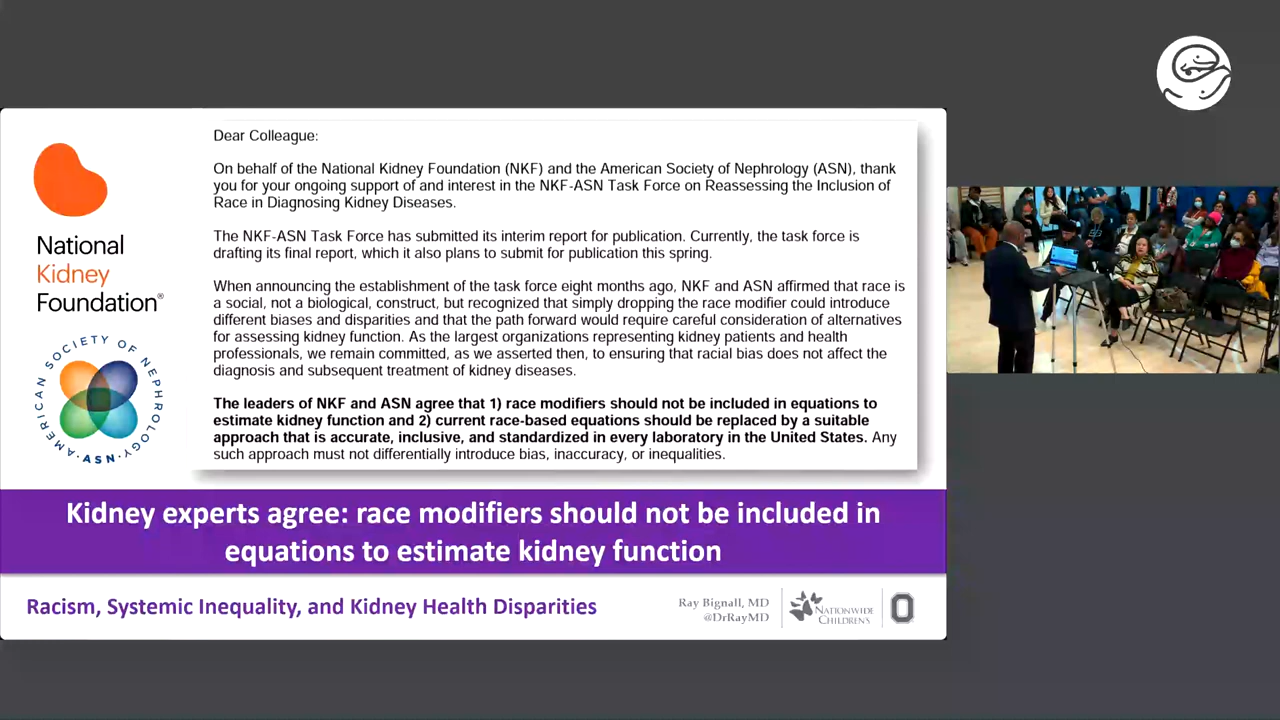 Dear Colleague:
On behalf of the National Kidney Foundation (NKF) and the American Society of Nephrology (ASN), thank
you for your ongoing support of and interest in the NKF-ASN Task Force on Reassessing the Inclusion of
Race in Diagnosing Kidney Diseases.
The NKF-ASN Task Force has submitted its interim report for publication. Currently, the task force is
drafting its final report, which it also plans to submit for publication this spring.
When announcing the establishment of the task force eight months ago, NKF and ASN affirmed that race is
a social, not a biological, construct, but recognized that simply dropping the race modifier could introduce
different biases and disparities and that the path forward would require careful consideration of alternatives
for assessing kidney function. As the largest organizations representing kidney patients and health
professionals, we remain committed, as we asserted then, to ensuring that racial bias does not affect the
diagnosis and subsequent treatment of kidney diseases.
The leaders of NKF and ASN agree that 1) race modifiers should not be included in equations to
estimate kidney function and 2) current race-based equations should be replaced by a suitable
approach that is accurate, inclusive, and standardized in every laboratory in the United States. Any
such approach must not differentially introduce bias, inaccuracy, or inequalities.
National
Kidney
Foundation®
AMERICAN SOCIETY OF NEPHROLOGY
ASN
Kidney experts agree: race modifiers should not be included in
equations to estimate kidney function
Racism, Systemic Inequality, and Kidney Health Disparities
Ray Bignall, MD
@DrRayMD
NATIONWIDE
CHILDREN'S
O